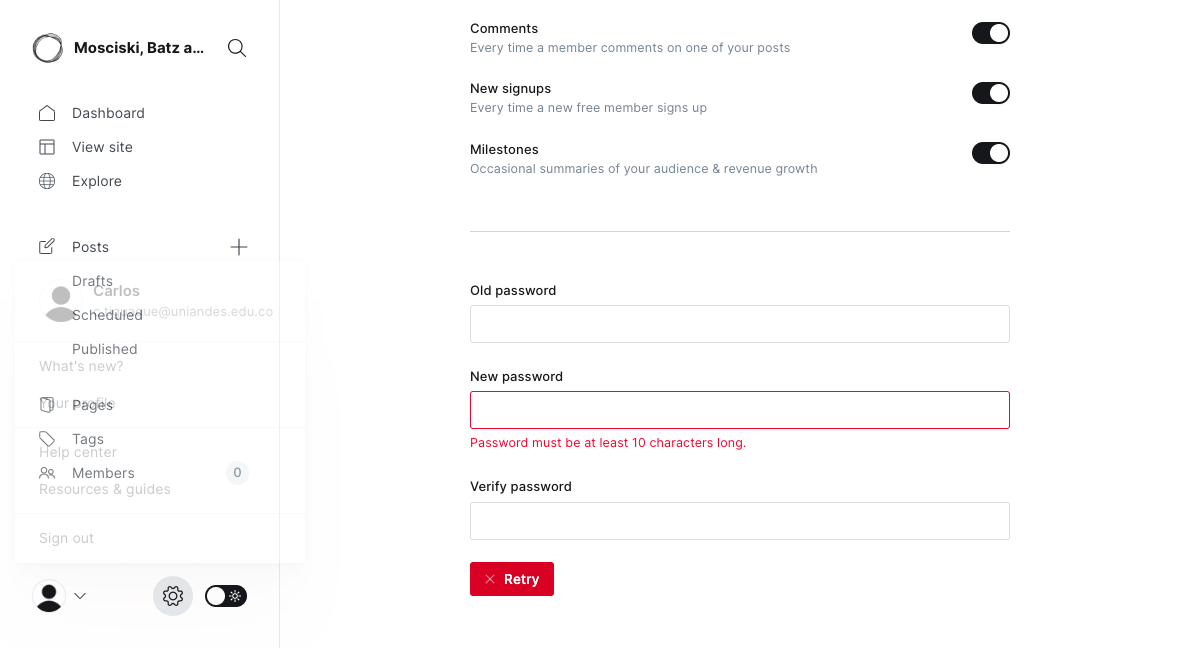 Mosciski, Batz a...
Dashboard
View site
Explore
Posts
Drafts
Scheduled
Published
Pages
Tags
Members
0
Carlos
@uniandes.edu.co
What's new?
Your profile
Help center
Resources & guides
Sign out
Comments
Every time a member comments on one of your posts
New signups
Every time a new free member signs up
Milestones
Occasional summaries of your audience & revenue growth
Old password
New password
Password must be at least 10 characters long.
Verify password
Retry